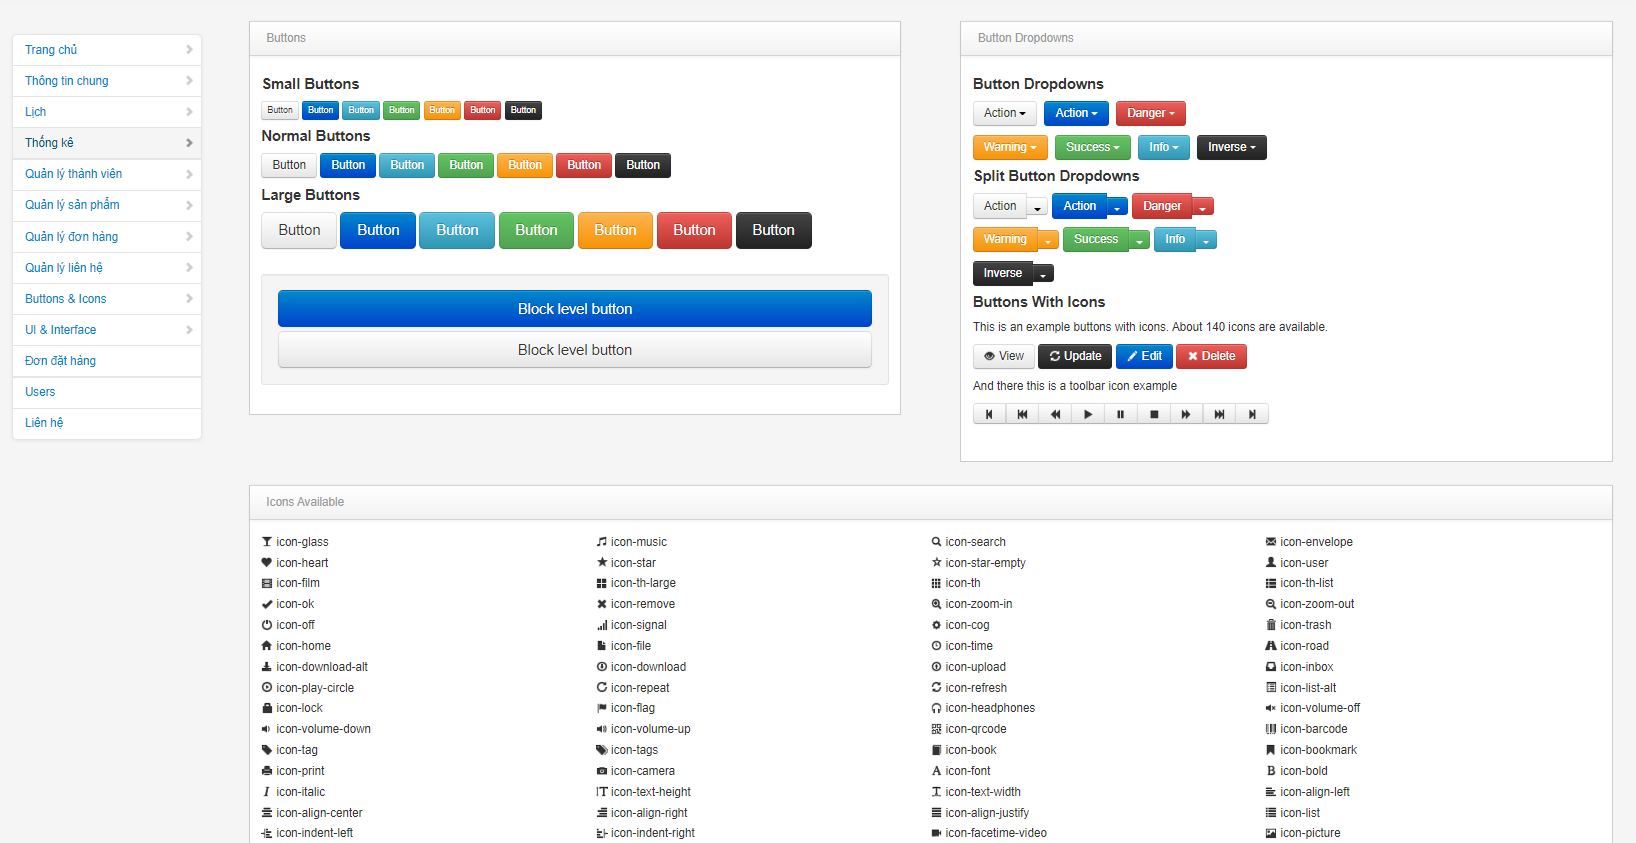 Trang chủ
Thông tin chung
Lịch
Thống kê
Quản lý thành viên
Quản lý sản phẩm
Quản lý đơn hàng
Quản lý liên hệ
Buttons & Icons
UI & Interface
Đơn đặt hàng
Users
Liên hệ
Buttons
Small Buttons
Button Button Button Button Button Button Button
Normal Buttons
Button Button Button Button Button Button Button
Large Buttons
Button Button Button Button Button Button Button
Block level button
Block level button
Button Dropdowns
Button Dropdowns
Action Action Danger
Warning Success Info Inverse
Split Button Dropdowns
Action Action Danger
Warning Success Info
Inverse
Buttons With Icons
This is an example buttons with icons. About 140 icons are available.
View Update Edit Delete
And there this is a toolbar icon example
Icons Available
icon-glass icon-music icon-search icon-envelope
icon-heart icon-star icon-star-empty icon-user
icon-film icon-th-large icon-th icon-th-list
icon-ok icon-remove icon-zoom-in icon-zoom-out
icon-off icon-signal icon-cog icon-trash
icon-home icon-file icon-time icon-road
icon-download-alt icon-download icon-upload icon-inbox
icon-play-circle icon-repeat icon-refresh icon-list-alt
icon-lock icon-flag icon-headphones icon-volume-off
icon-volume-down icon-volume-up icon-qrcode icon-barcode
icon-tag icon-tags icon-book icon-bookmark
icon-print icon-camera icon-font icon-bold
icon-italic icon-text-height icon-text-width icon-align-left
icon-align-center icon-align-right icon-align-justify icon-list
icon-indent-left icon-indent-right icon-facetime-video icon-picture